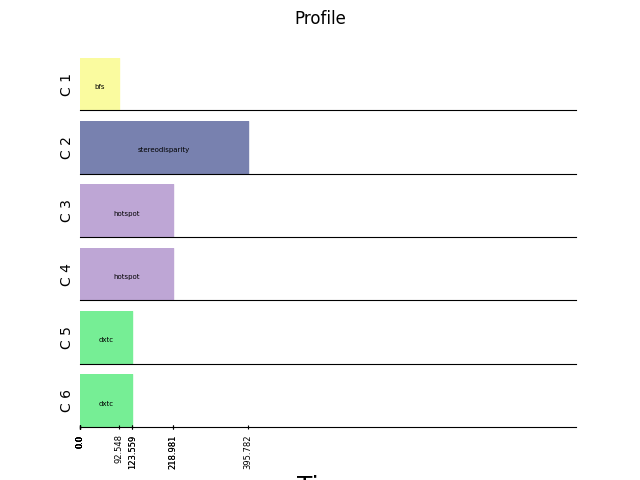 Profile
C 1
bfs
C 2
stereodisparity
C 3
hotspot
C 4
hotspot
C 5
dxtc
C 6
dxtc
0.0
92.548
123.559
218.981
395.782